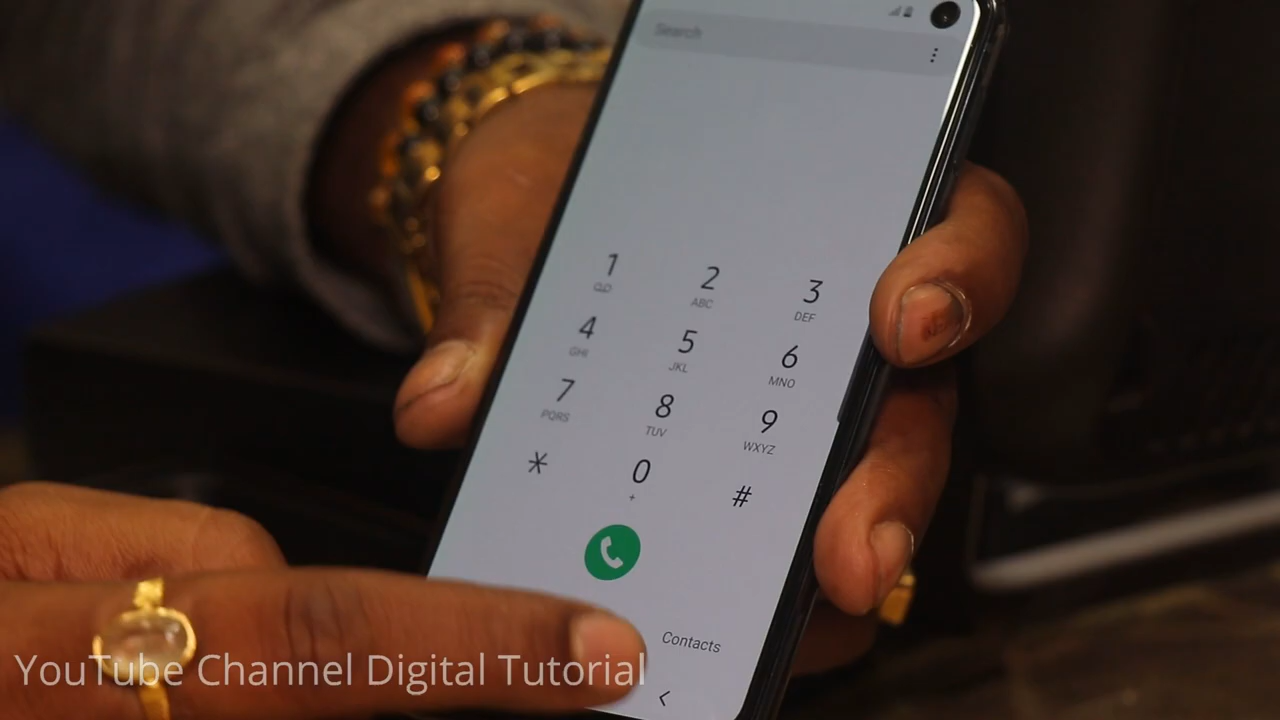 Search
1
2
ABC
3
DEF
4
GHI
5
JKL
6
MNO
7
PQRS
8
TUV
9
WXYZ
*
0
+
#
Contacts
YouTube Channel Digital Tutorial